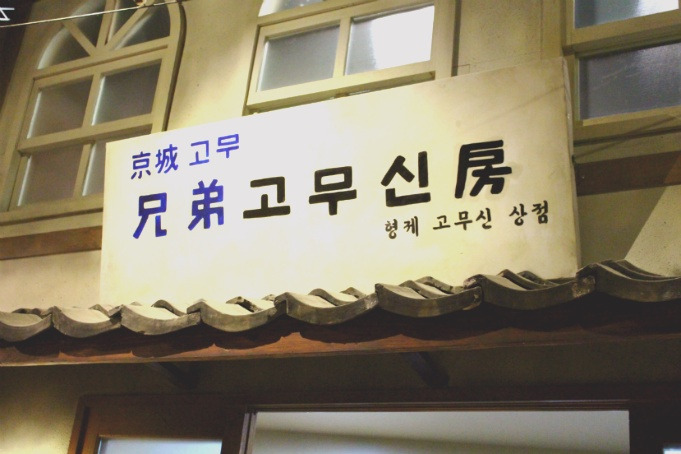 京城 고무
兄弟 고무신房
형제 고무신 상점